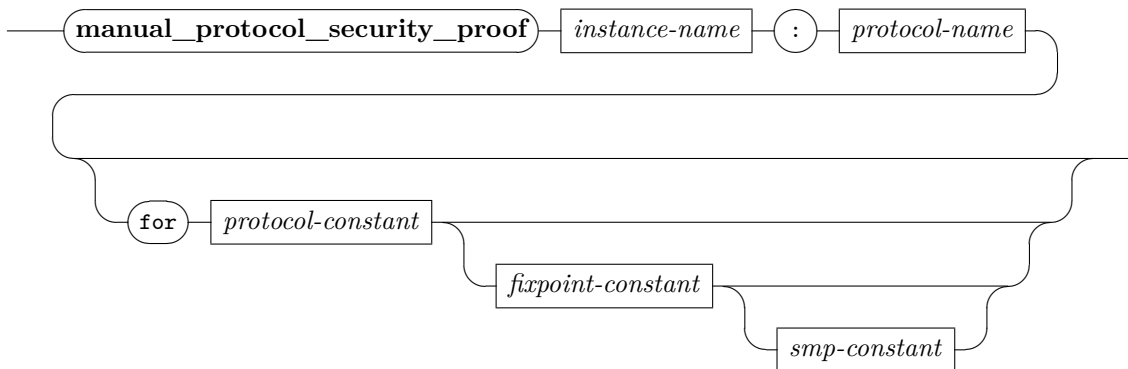 manual_protocol_security_proof instance-name : protocol-name
for protocol-constant
fixpoint-constant
smp-constant